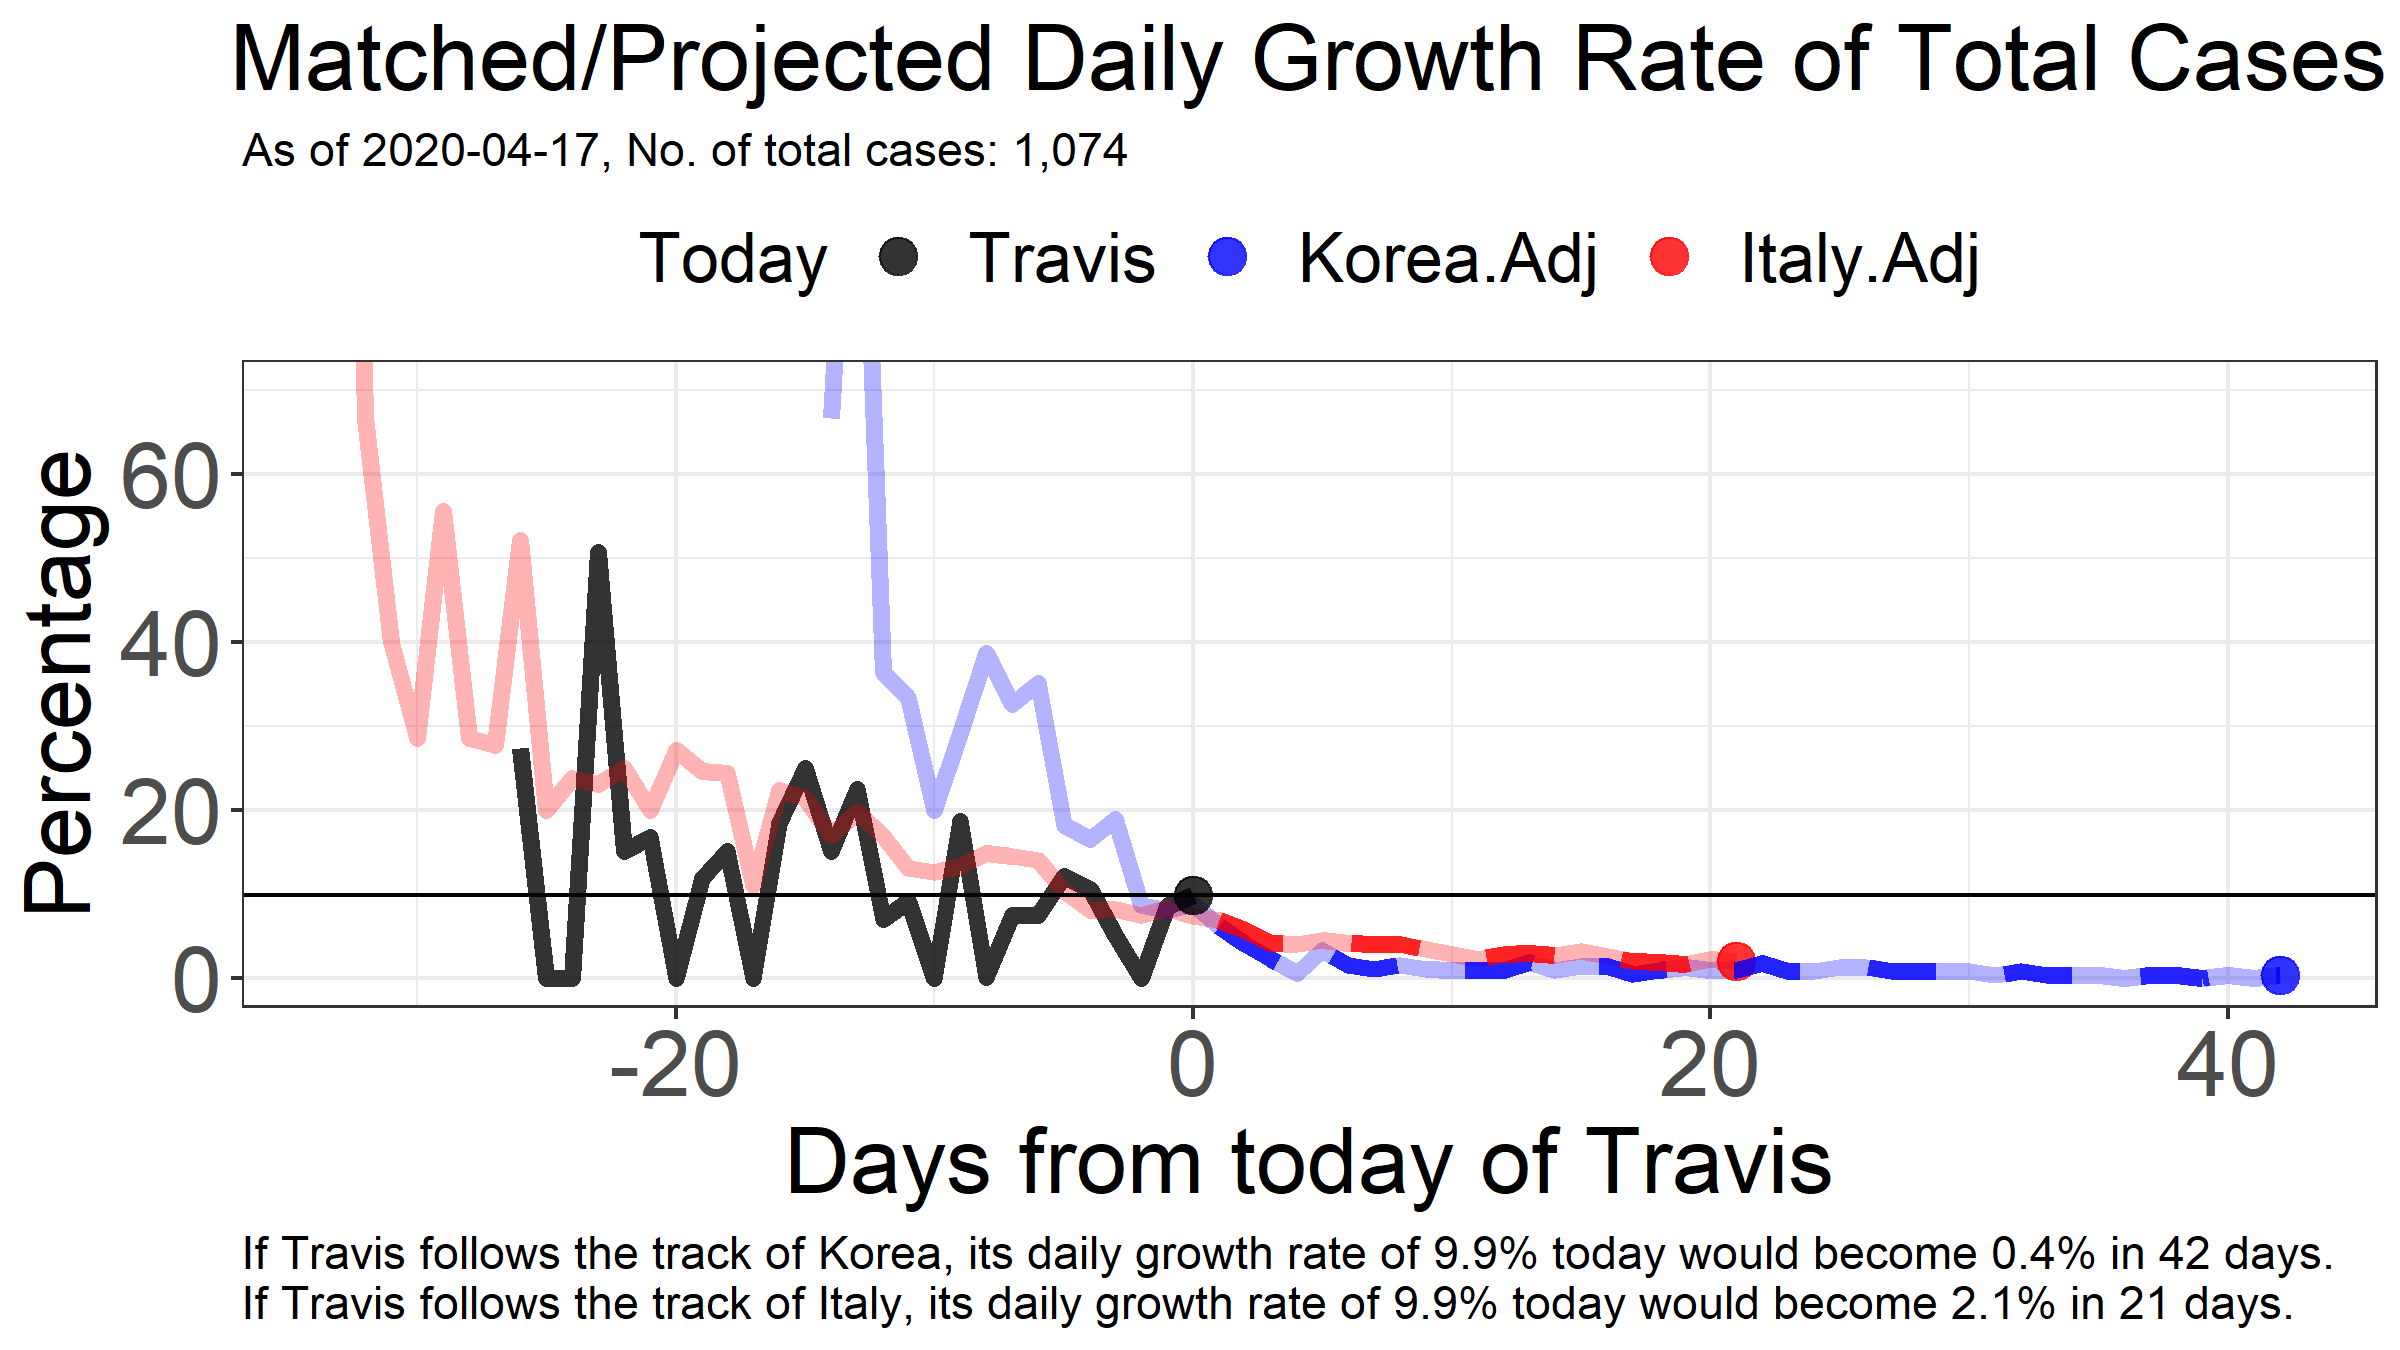 Matched/Projected Daily Growth Rate of Total Cases
As of 2020-04-17, No. of total cases: 1,074
Today Travis Korea.Adj Italy.Adj
Percentage
60
40
20
0
-20 0 20 40
Days from today of Travis
If Travis follows the track of Korea, its daily growth rate of 9.9% today would become 0.4% in 42 days.
If Travis follows the track of Italy, its daily growth rate of 9.9% today would become 2.1% in 21 days.